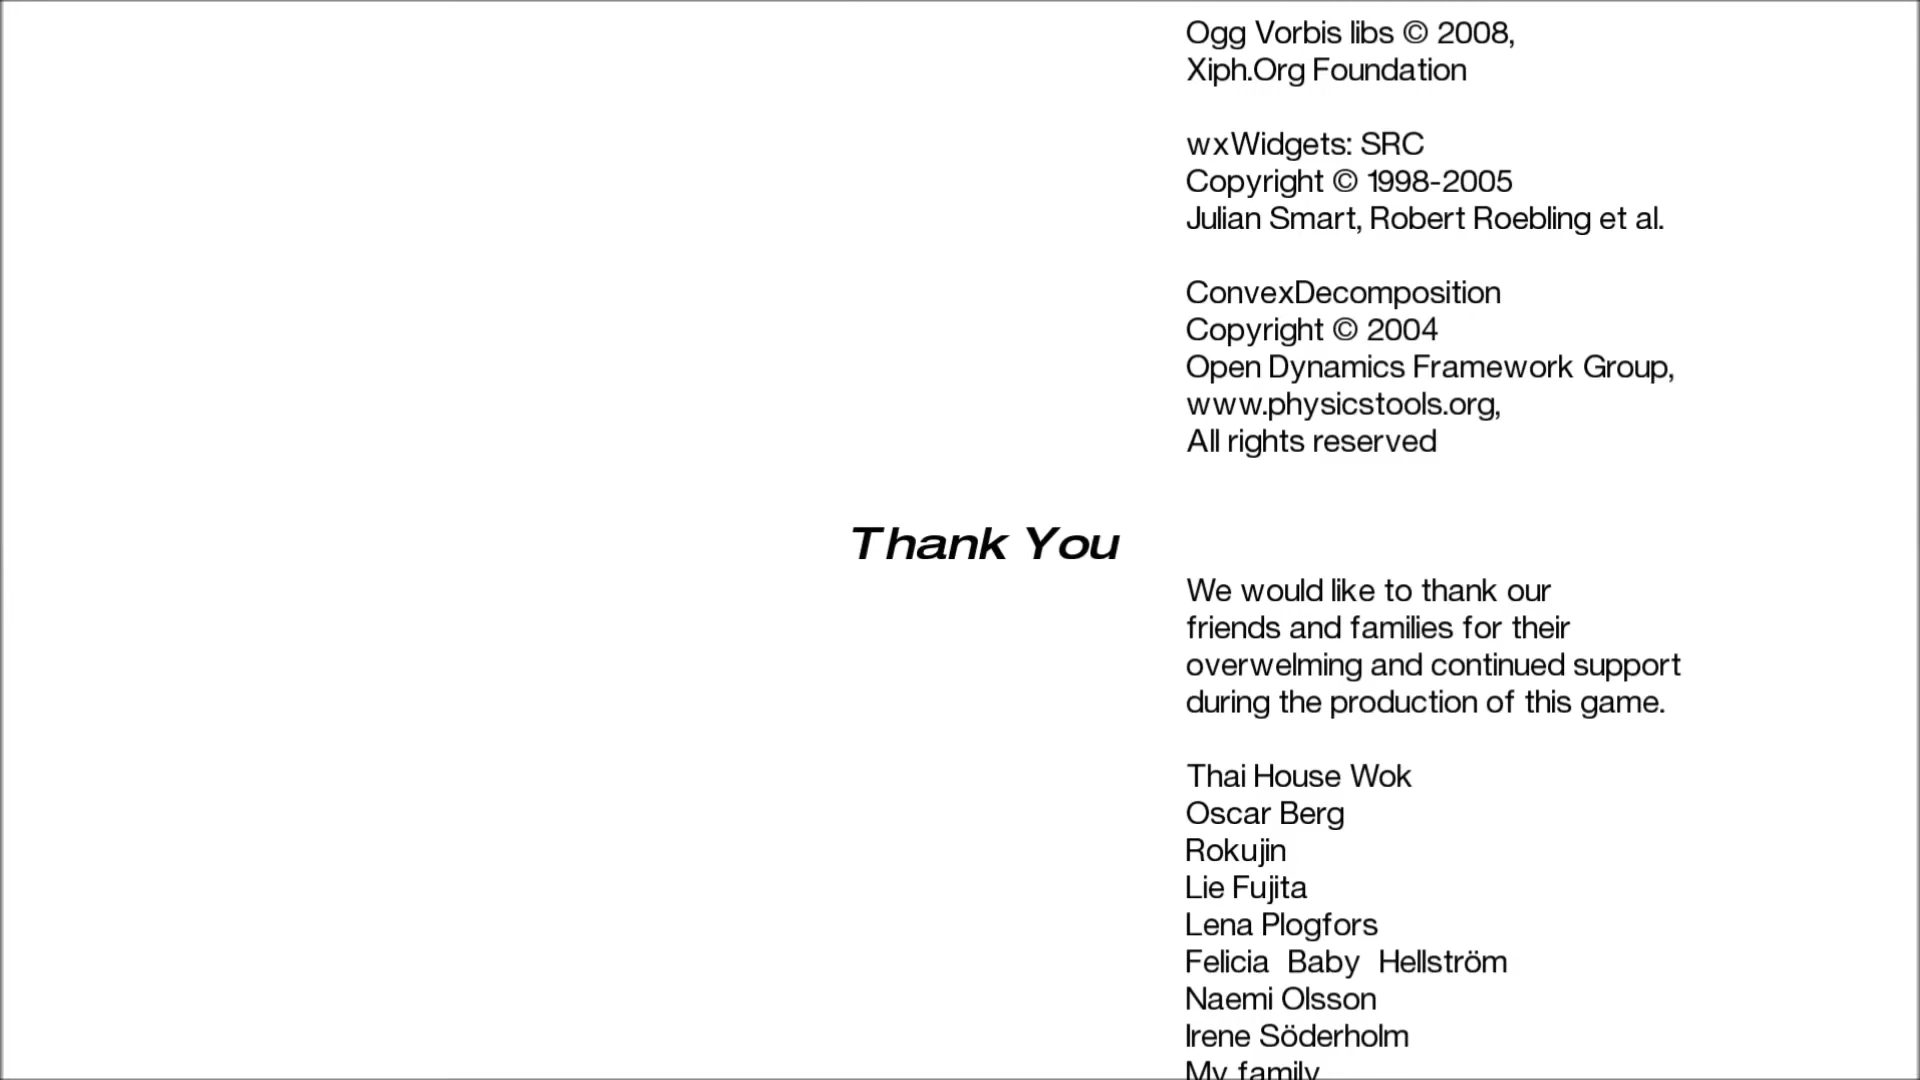 Ogg Vorbis libs © 2008,
Xiph.Org Foundation
wxWidgets: SRC
Copyright © 1998-2005
Julian Smart, Robert Roebling et al.
ConvexDecomposition
Copyright © 2004
Open Dynamics Framework Group,
www.physicstools.org,
All rights reserved
Thank You
We would like to thank our
friends and families for their
overwelming and continued support
during the production of this game.
Thai House Wok
Oscar Berg
Rokujin
Lie Fujita
Lena Plogfors
Felicia  Baby  Hellström
Naemi Olsson
Irene Söderholm
My family